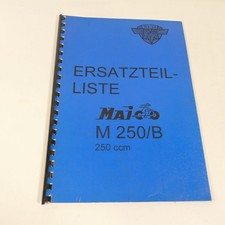 ERSATZTEIL-
LISTE
MAICO
M 250/B
250 ccm